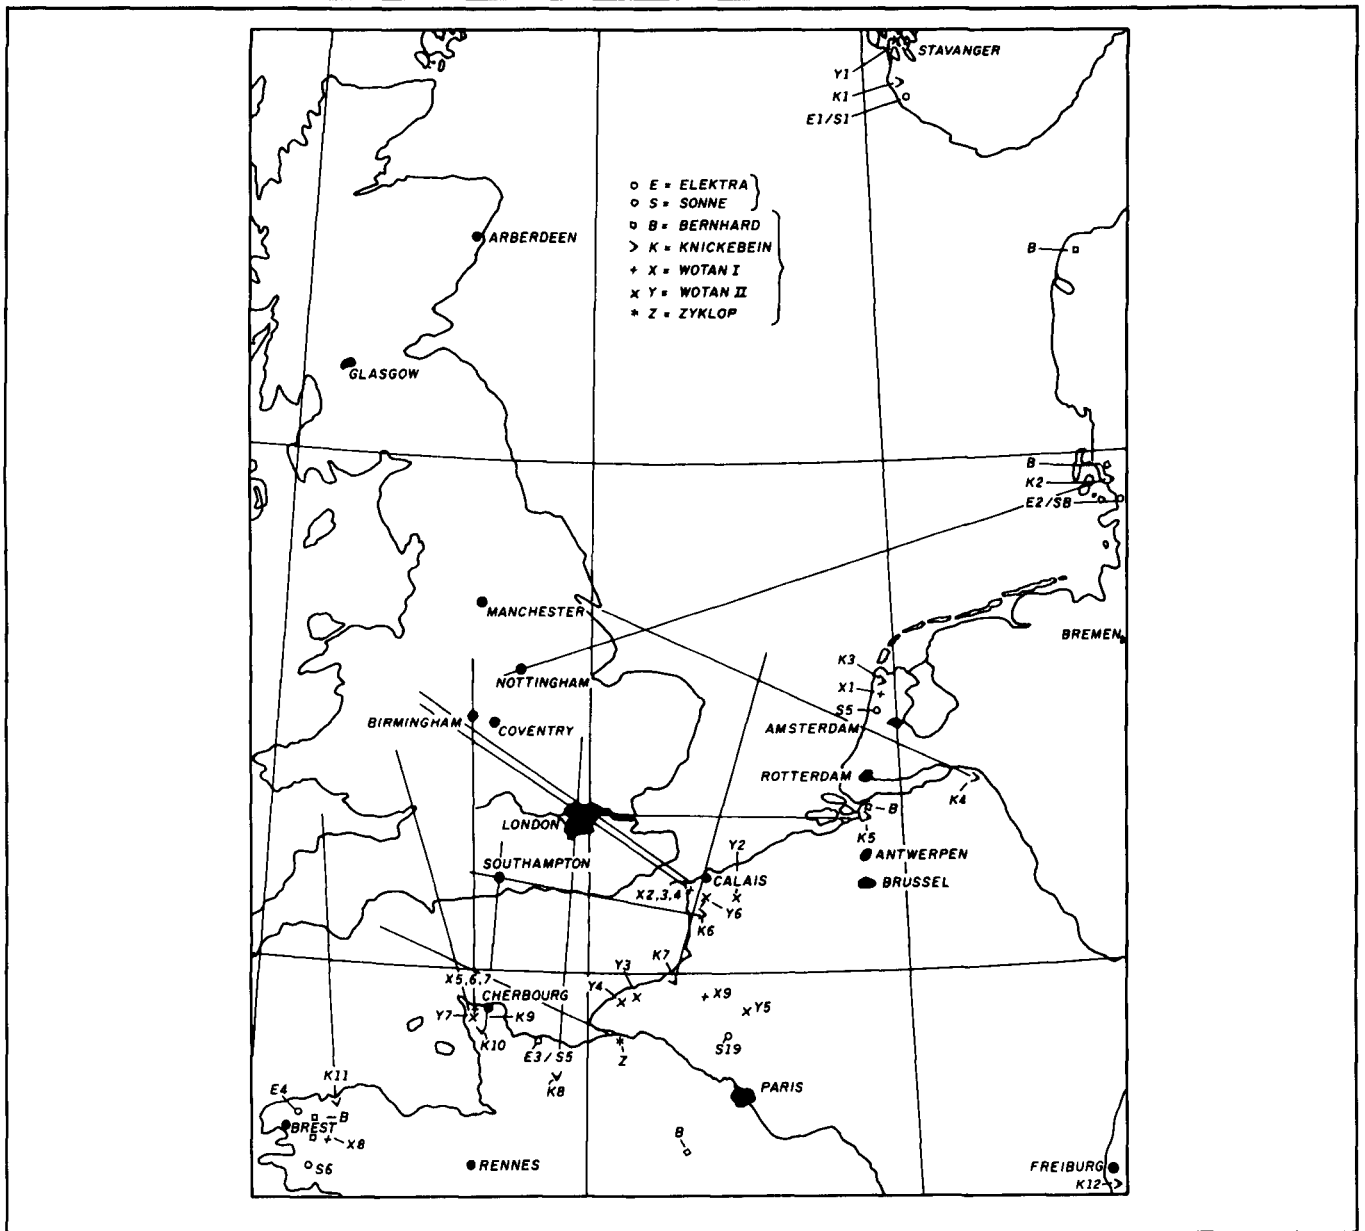 STAVANGER
Y1
K1
E1/S1
E = ELEKTRA
S = SONNE
B = BERNHARD
K = KNICKEBEIN
X = WOTAN I
Y = WOTAN II
Z = ZYKLOP
ARBERDEEN
B
GLASGOW
B
K2
E2/SB
MANCHESTER
BREMEN
K3
NOTTINGHAM
X1
S5
BIRMINGHAM
COVENTRY
AMSTERDAM
ROTTERDAM
K4
B
LONDON
K5
Y2
ANTWERPEN
SOUTHAMPTON
CALAIS
BRUSSEL
X2,3,4
Y6
K6
K7
Y3
X5,6,7
Y4
CHERBOURG
X9
Y5
Y7
K9
K10
E3/S5
Z
S19
K11
K8
PARIS
E4
B
BREST
X8
B
S6
RENNES
FREIBURG
K12